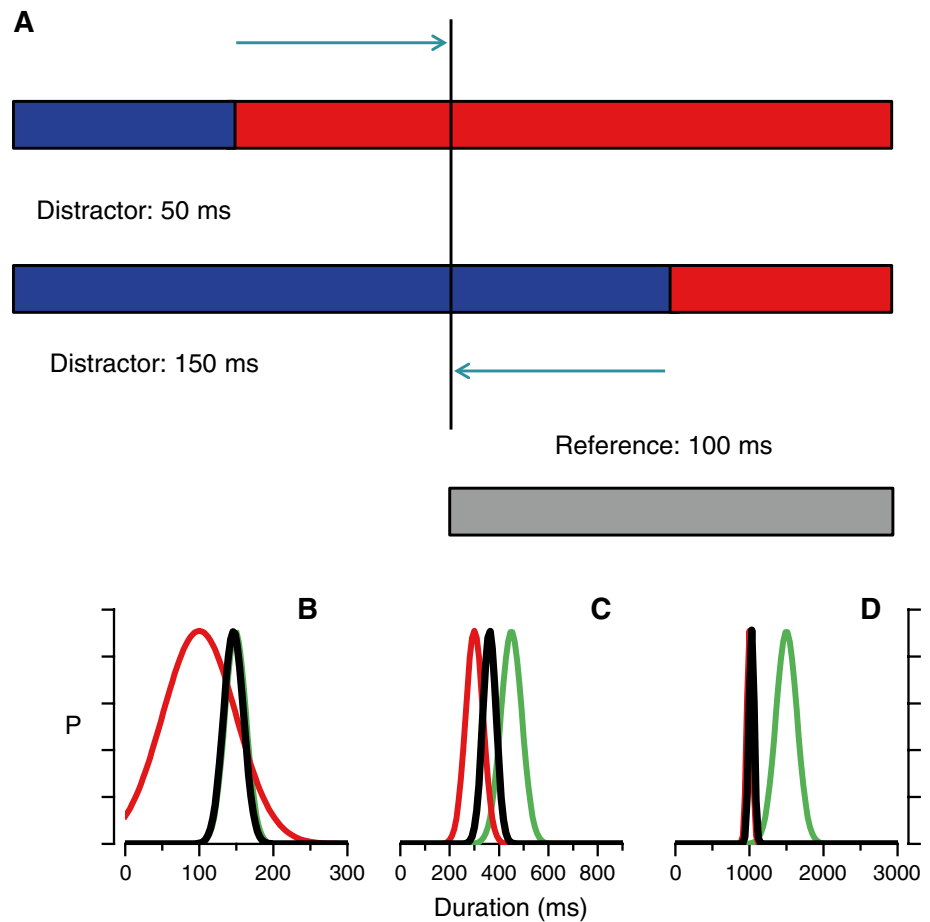 A
Distractor: 50 ms
Distractor: 150 ms
Reference: 100 ms
B C D
P
0 100 200 300 0 200 400 600 800 0 1000 2000 3000
Duration (ms)